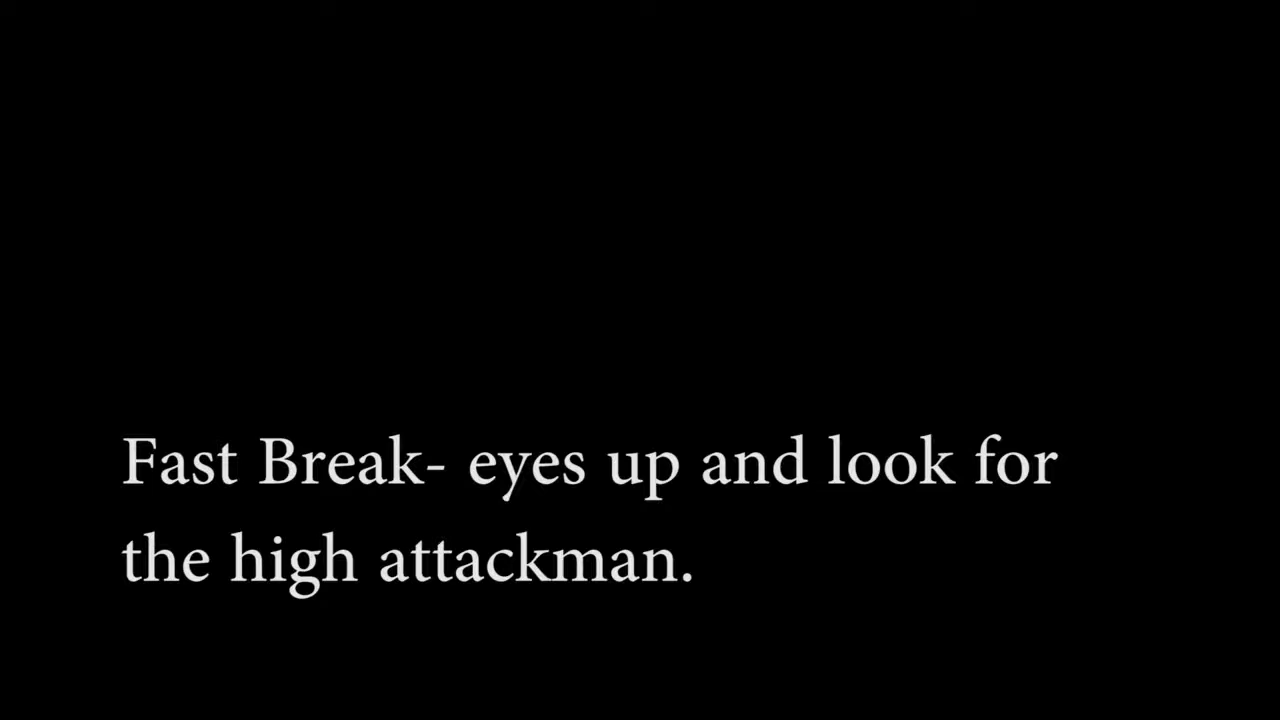 Fast Break- eyes up and look for
the high attackman.